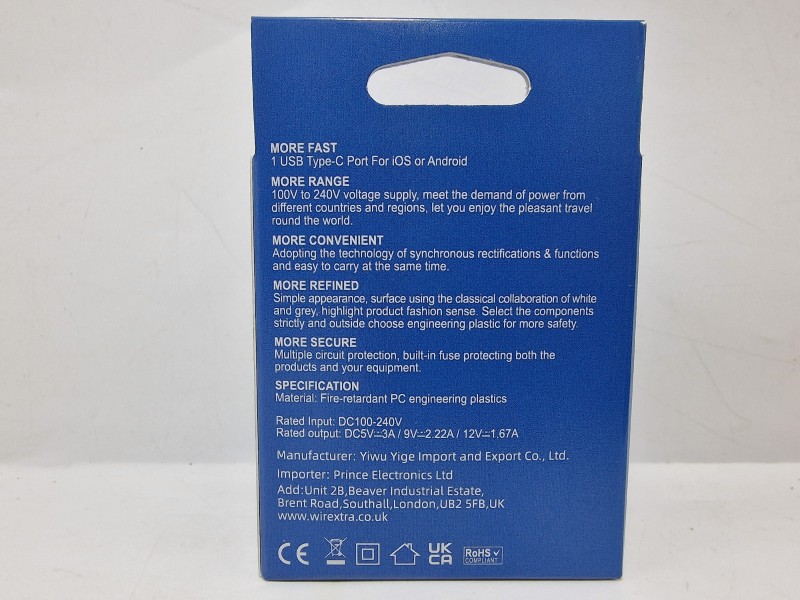 MORE FAST
1 USB Type-C Port For iOS or Android
MORE RANGE
100V to 240V voltage supply, meet the demand of power from
different countries and regions, let you enjoy the pleasant travel
round the world.
MORE CONVENIENT
Adopting the technology of synchronous rectifications & functions
and easy to carry at the same time.
MORE REFINED
Simple appearance, surface using the classical collaboration of white
and grey, highlight product fashion sense. Select the components
strictly and outside choose engineering plastic for more safety.
MORE SECURE
Multiple circuit protection, built-in fuse protecting both the
products and your equipment.
SPECIFICATION
Material: Fire-retardant PC engineering plastics
Rated Input: DC100-240V
Rated output: DC5V⎓3A / 9V⎓2.22A / 12V⎓1.67A
Manufacturer: Yiwu Yige Import and Export Co., Ltd.
Importer: Prince Electronics Ltd
Add:Unit 2B,Beaver Industrial Estate,
Brent Road,Southall,London,UB2 5FB,UK
www.wirextra.co.uk
CE UK CA RoHS✓ COMPLIANT